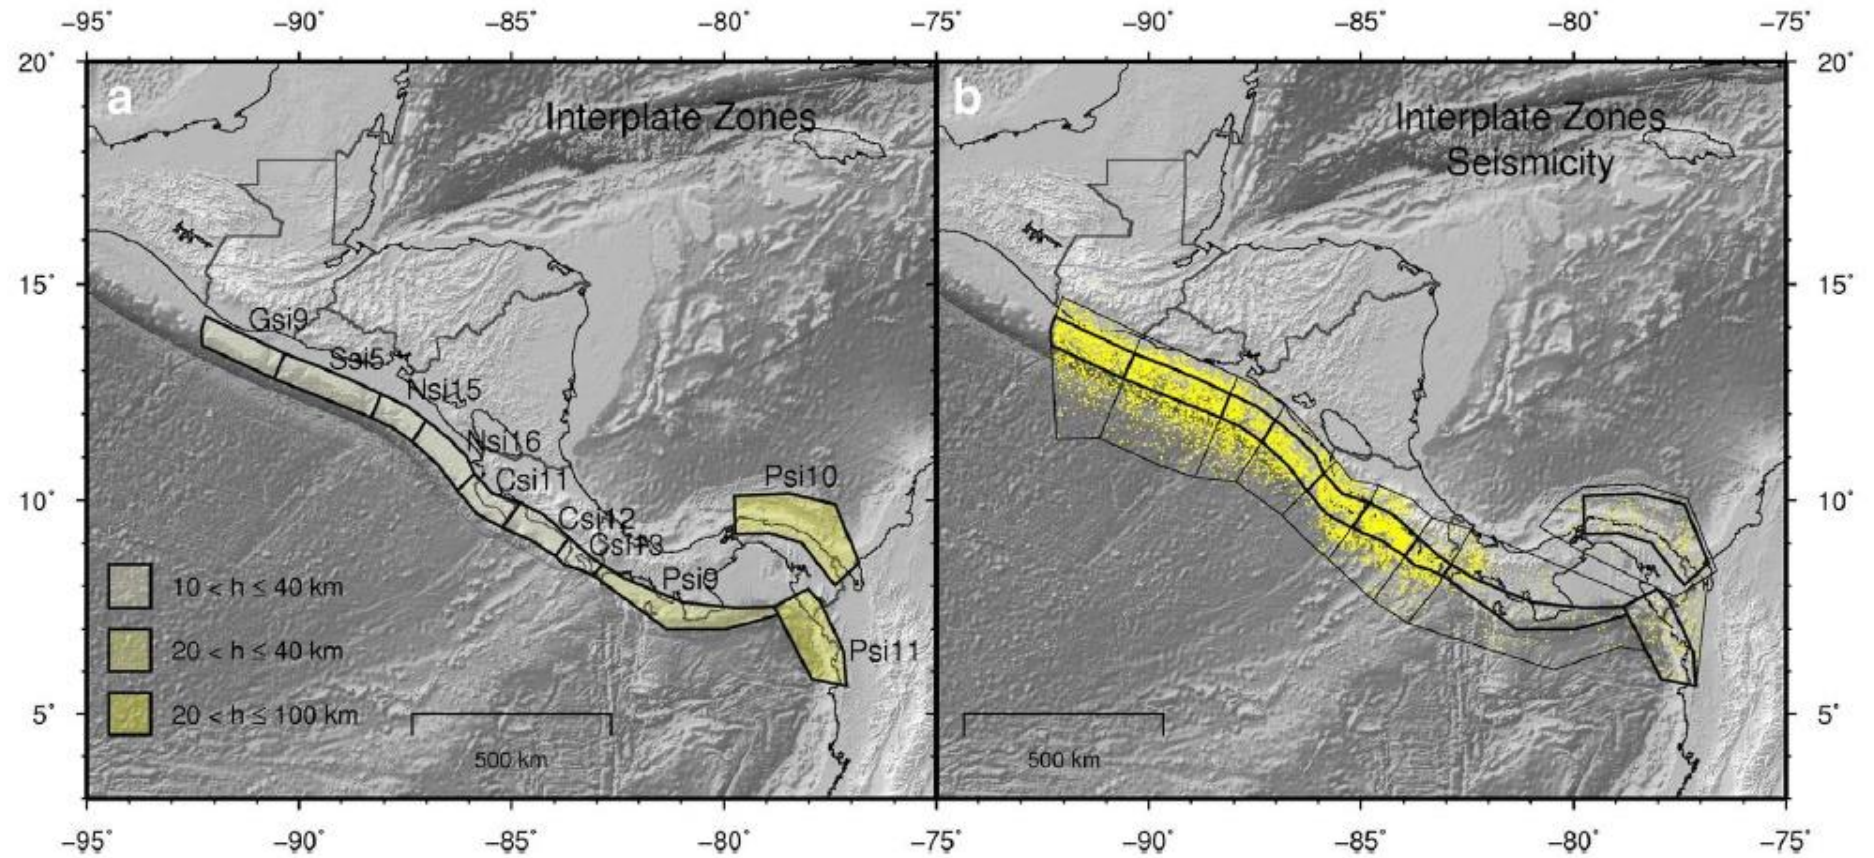 −95° −90° −85° −80° −75° −90° −85° −80° −75°
20° 20°
a b
Interplate Zones Interplate Zones
Seismicity
15° 15°
Gsi9
Ssi5
Nsi15
Nsi16
Csi11
Psi10
10° 10°
Csi12
Csi13
Psi9
10 < h ≤ 40 km
20 < h ≤ 40 km
Psi11
20 < h ≤ 100 km
5° 5°
500 km 500 km
−95° −90° −85° −80° −75° −90° −85° −80° −75°